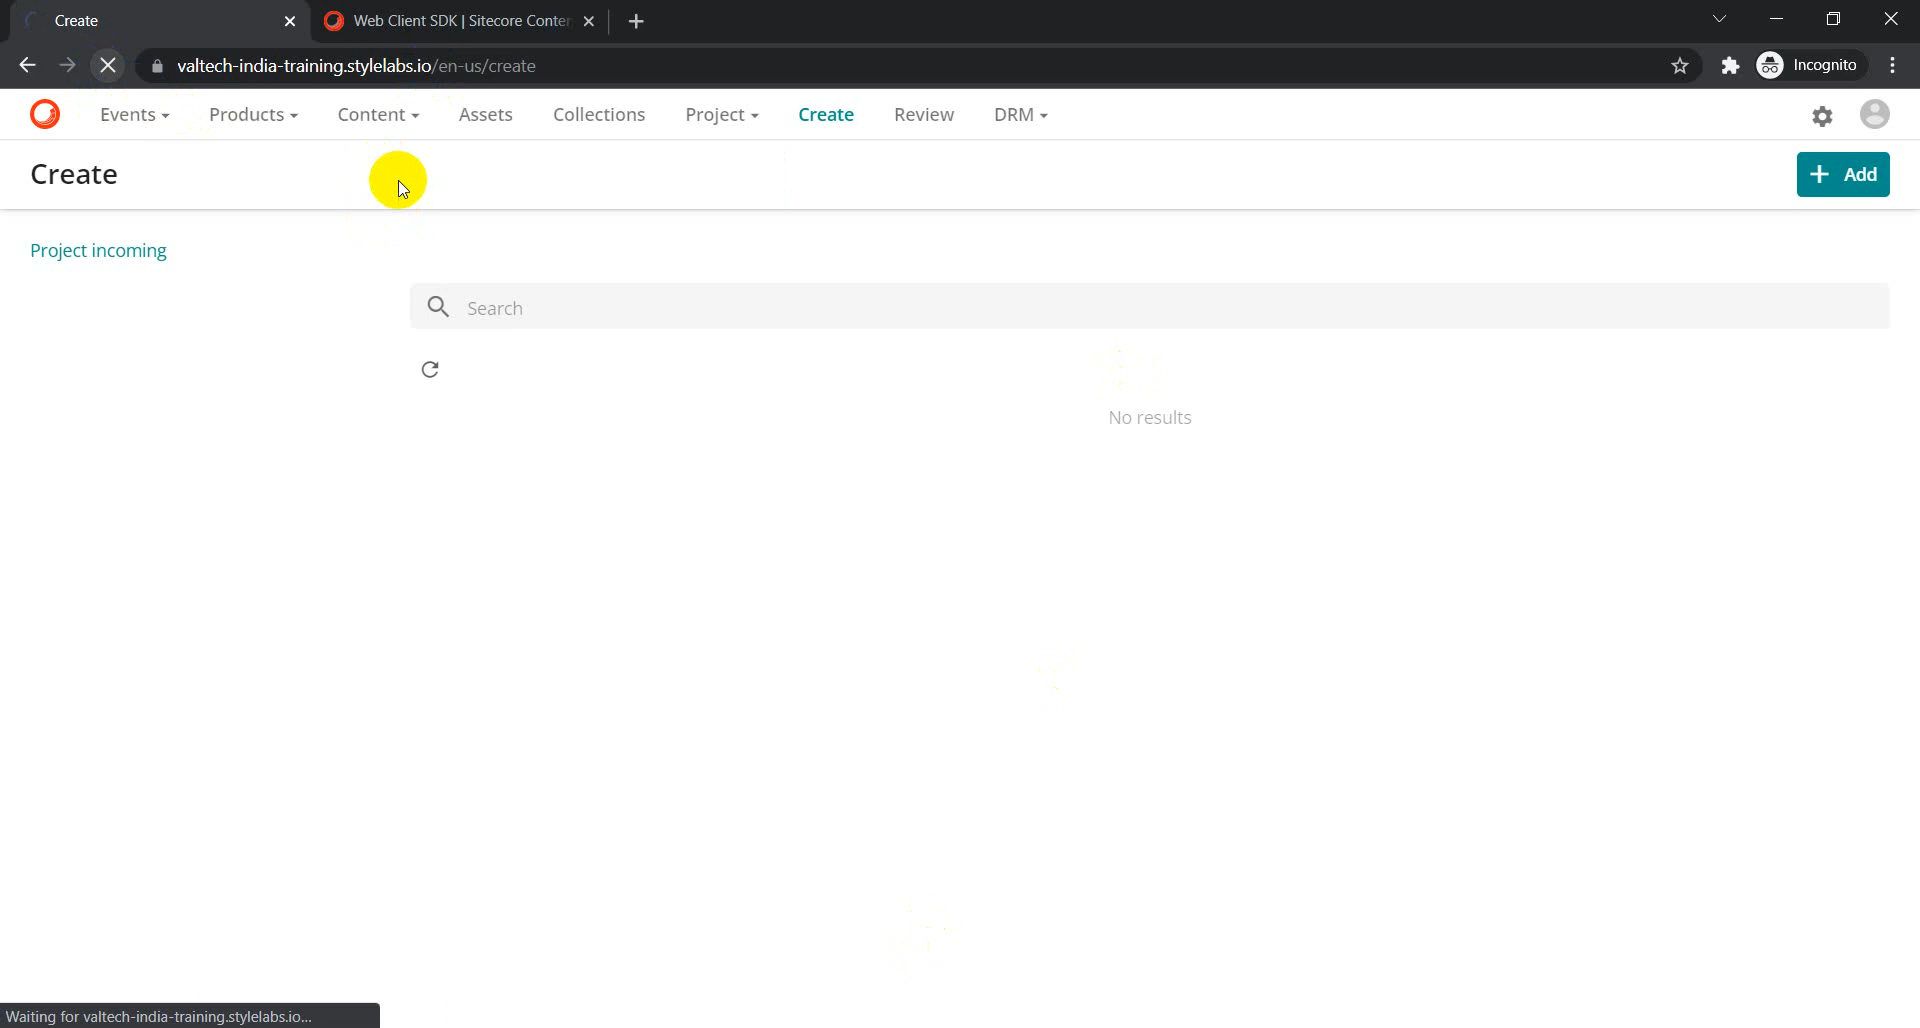 Create
Web Client SDK | Sitecore Conten
valtech-india-training.stylelabs.io/en-us/create
Incognito
Events
Products
Content
Assets
Collections
Project
Create
Review
DRM
Create
Add
Project incoming
Search
No results
Waiting for valtech-india-training.stylelabs.io...